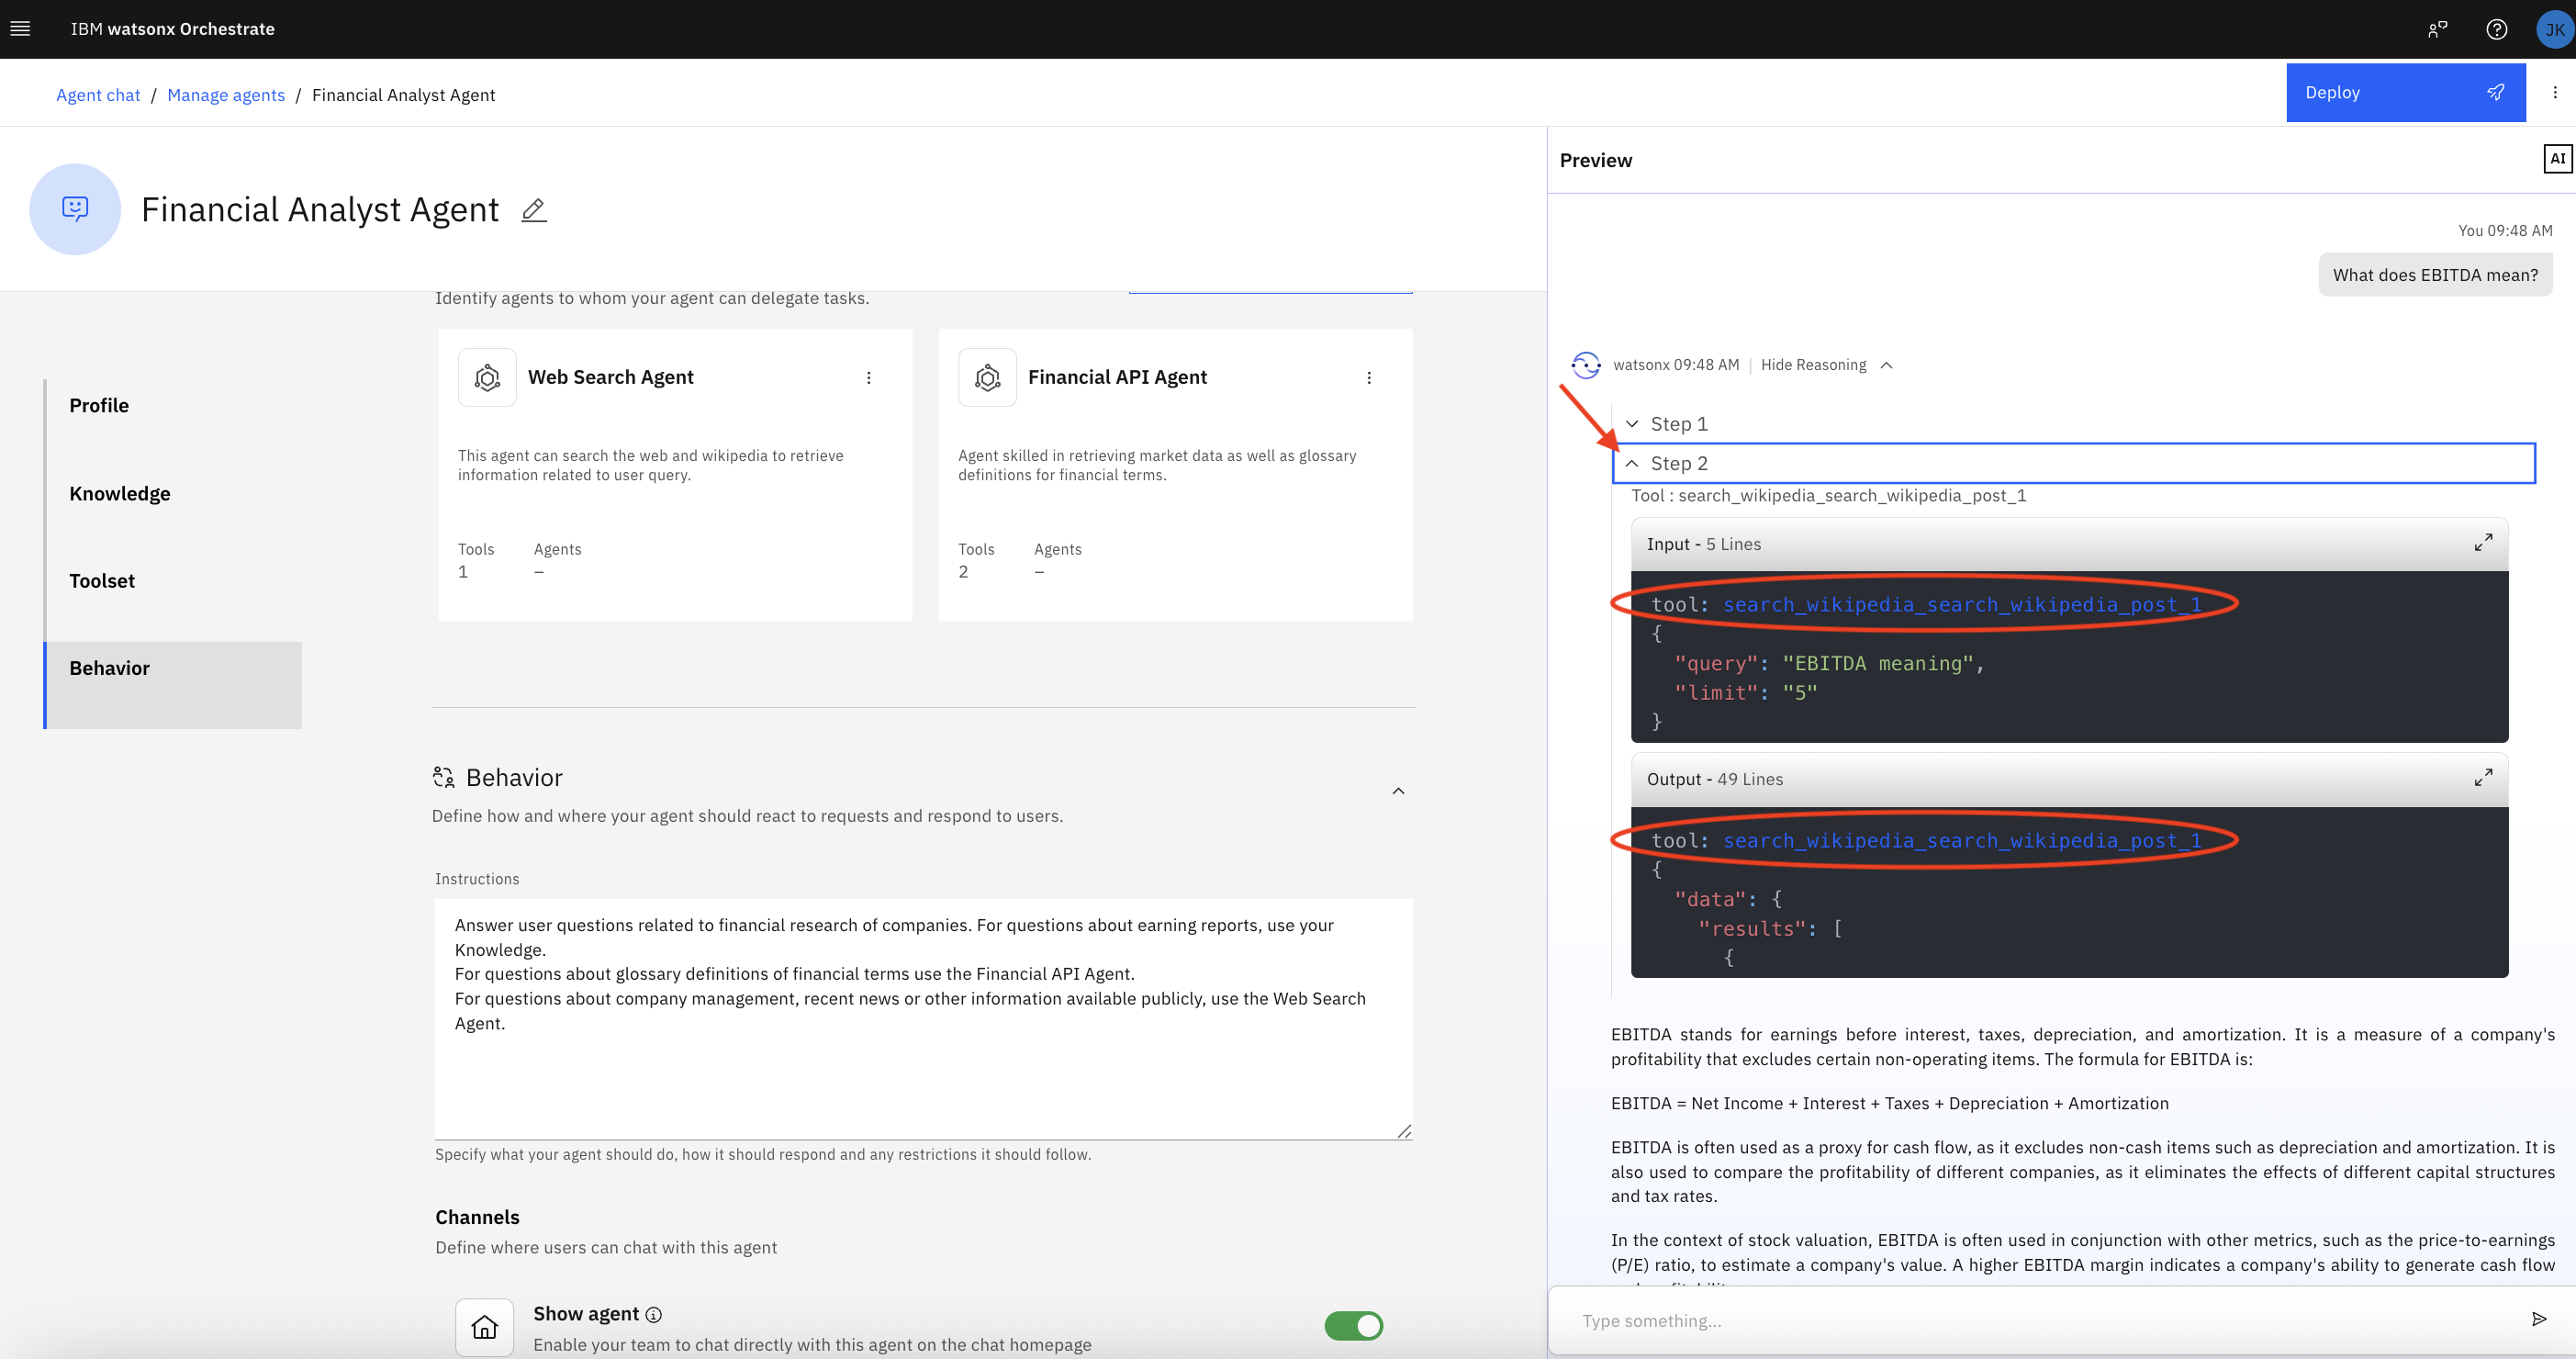 IBM watsonx Orchestrate
JK
Agent chat / Manage agents / Financial Analyst Agent
Deploy
Financial Analyst Agent
Profile
Knowledge
Toolset
Behavior
Identify agents to whom your agent can delegate tasks.
Web Search Agent
This agent can search the web and wikipedia to retrieve
information related to user query.
Tools Agents
1 –
Financial API Agent
Agent skilled in retrieving market data as well as glossary
definitions for financial terms.
Tools Agents
2 –
Behavior
Define how and where your agent should react to requests and respond to users.
Instructions
Answer user questions related to financial research of companies. For questions about earning reports, use your
Knowledge.
For questions about glossary definitions of financial terms use the Financial API Agent.
For questions about company management, recent news or other information available publicly, use the Web Search
Agent.
Specify what your agent should do, how it should respond and any restrictions it should follow.
Channels
Define where users can chat with this agent
Show agent
Enable your team to chat directly with this agent on the chat homepage
Preview
AI
You 09:48 AM
What does EBITDA mean?
watsonx 09:48 AM | Hide Reasoning
Step 1
Step 2
Tool : search_wikipedia_search_wikipedia_post_1
Input - 5 Lines
tool: search_wikipedia_search_wikipedia_post_1
{
"query": "EBITDA meaning",
"limit": "5"
}
Output - 49 Lines
tool: search_wikipedia_search_wikipedia_post_1
{
"data": {
"results": [
{
EBITDA stands for earnings before interest, taxes, depreciation, and amortization. It is a measure of a company's
profitability that excludes certain non-operating items. The formula for EBITDA is:
EBITDA = Net Income + Interest + Taxes + Depreciation + Amortization
EBITDA is often used as a proxy for cash flow, as it excludes non-cash items such as depreciation and amortization. It is
also used to compare the profitability of different companies, as it eliminates the effects of different capital structures
and tax rates.
In the context of stock valuation, EBITDA is often used in conjunction with other metrics, such as the price-to-earnings
(P/E) ratio, to estimate a company's value. A higher EBITDA margin indicates a company's ability to generate cash flow
Type something...